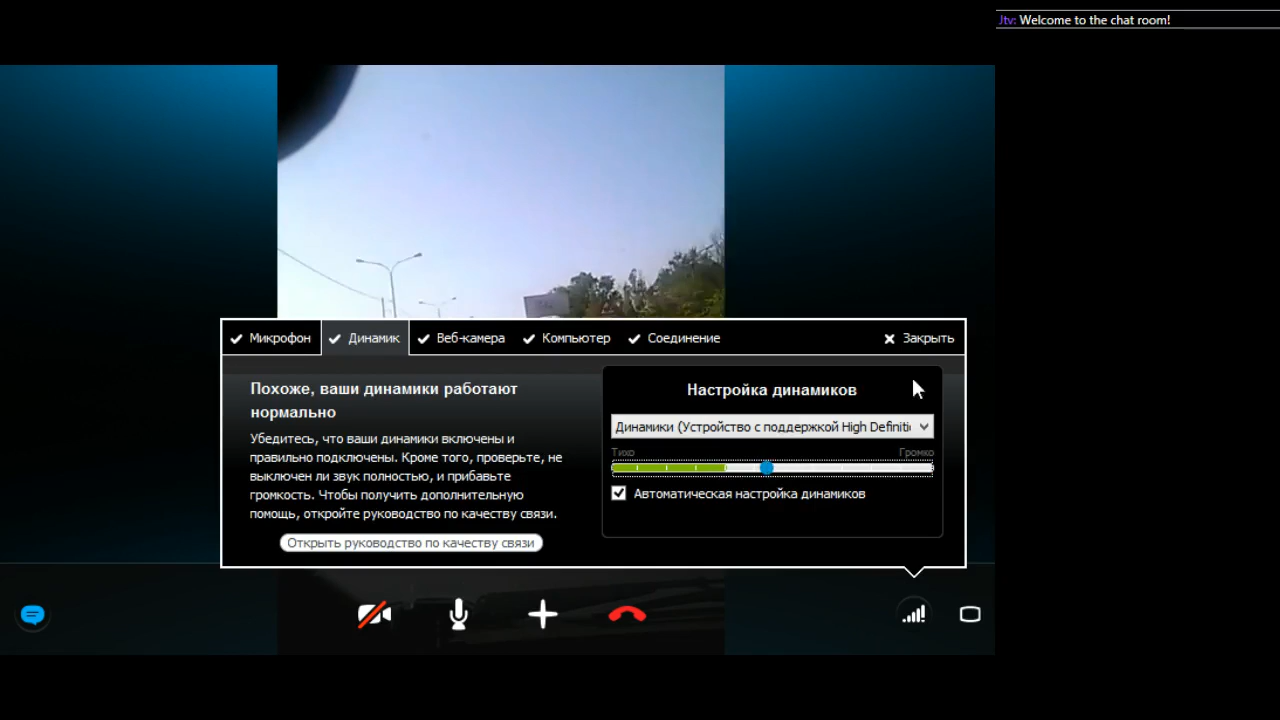 Jtv: Welcome to the chat room!
Микрофон
Динамик
Веб-камера
Компьютер
Соединение
Закрыть
Похоже, ваши динамики работают
нормально
Убедитесь, что ваши динамики включены и
правильно подключены. Кроме того, проверьте, не
выключен ли звук полностью, и прибавьте
громкость. Чтобы получить дополнительную
помощь, откройте руководство по качеству связи.
Открыть руководство по качеству связи
Настройка динамиков
Динамики (Устройство с поддержкой High Definiti
Тихо
Громко
Автоматическая настройка динамиков